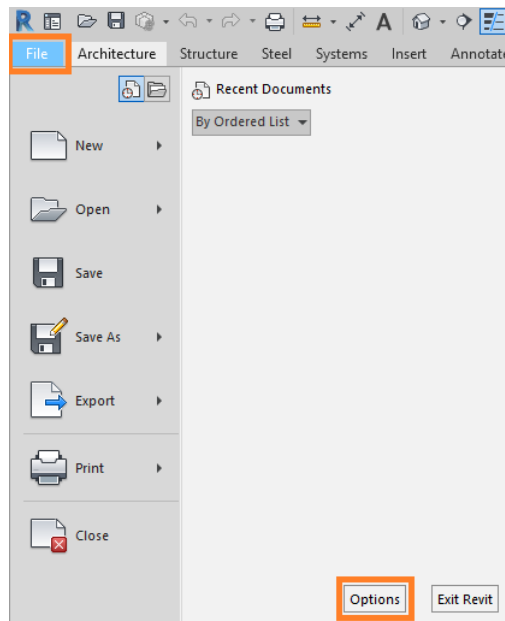 R A
File Architecture Structure Steel Systems Insert Annotate
Recent Documents
By Ordered List
New
Open
Save
Save As
Export
Print
Close
Options Exit Revit